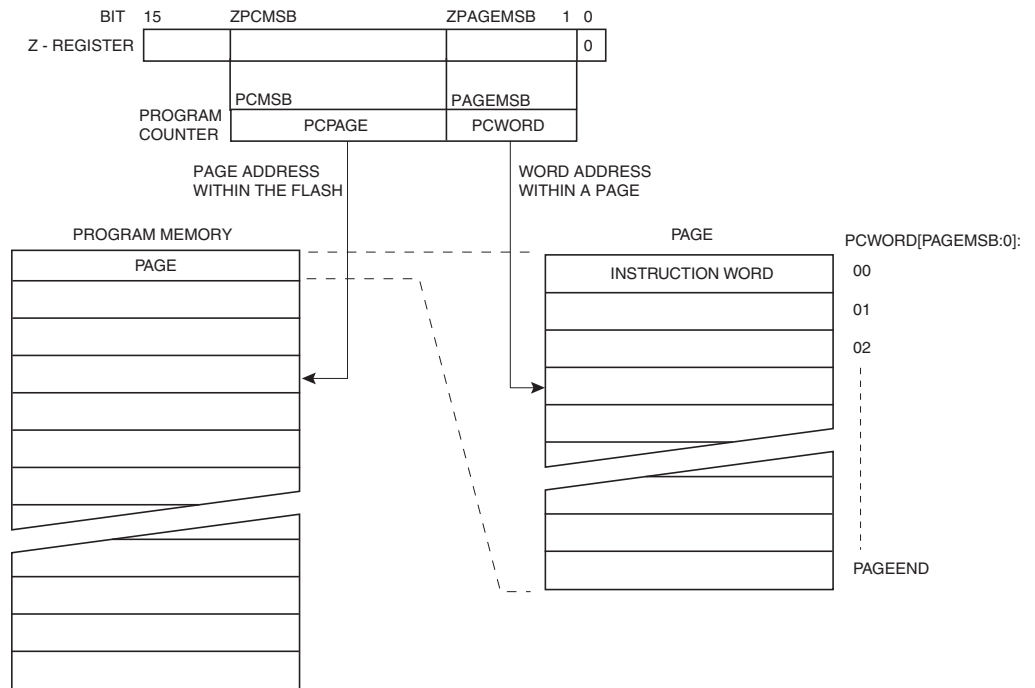 BIT 15 ZPCMSB ZPAGEMSB 1 0
Z - REGISTER 0
PCMSB PAGEMSB
PROGRAM
COUNTER
PCPAGE PCWORD
PAGE ADDRESS
WITHIN THE FLASH
WORD ADDRESS
WITHIN A PAGE
PROGRAM MEMORY
PAGE
PAGE
PCWORD[PAGEMSB:0]:
INSTRUCTION WORD
00
01
02
PAGEEND